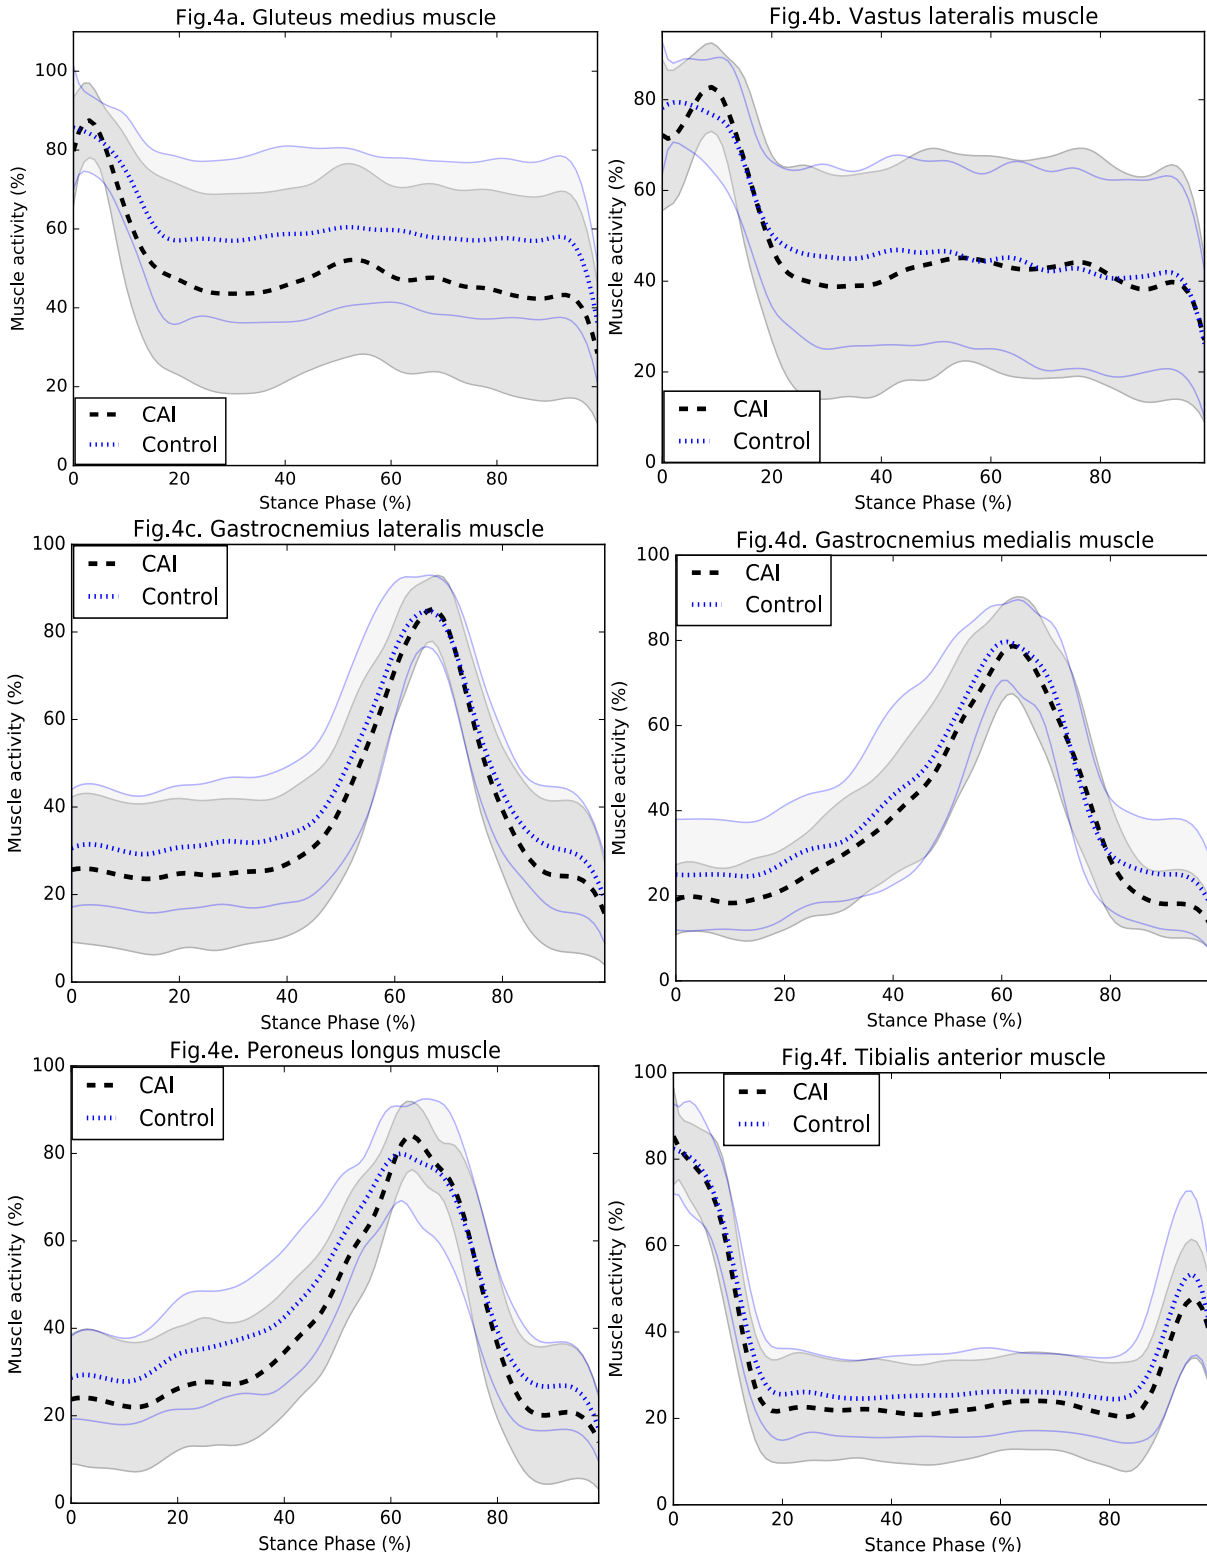 Fig.4a. Gluteus medius muscle
Muscle activity (%)
100
80
60
40
20
0
CAI
Control
0 20 40 60 80
Stance Phase (%)
Fig.4b. Vastus lateralis muscle
Muscle activity (%)
80
60
40
20
0
CAI
Control
0 20 40 60 80
Stance Phase (%)
Fig.4c. Gastrocnemius lateralis muscle
Muscle activity (%)
100
80
60
40
20
0
CAI
Control
0 20 40 60 80
Stance Phase (%)
Fig.4d. Gastrocnemius medialis muscle
Muscle activity (%)
100
80
60
40
20
0
CAI
Control
0 20 40 60 80
Stance Phase (%)
Fig.4e. Peroneus longus muscle
Muscle activity (%)
100
80
60
40
20
0
CAI
Control
0 20 40 60 80
Stance Phase (%)
Fig.4f. Tibialis anterior muscle
Muscle activity (%)
100
80
60
40
20
0
CAI
Control
0 20 40 60 80
Stance Phase (%)